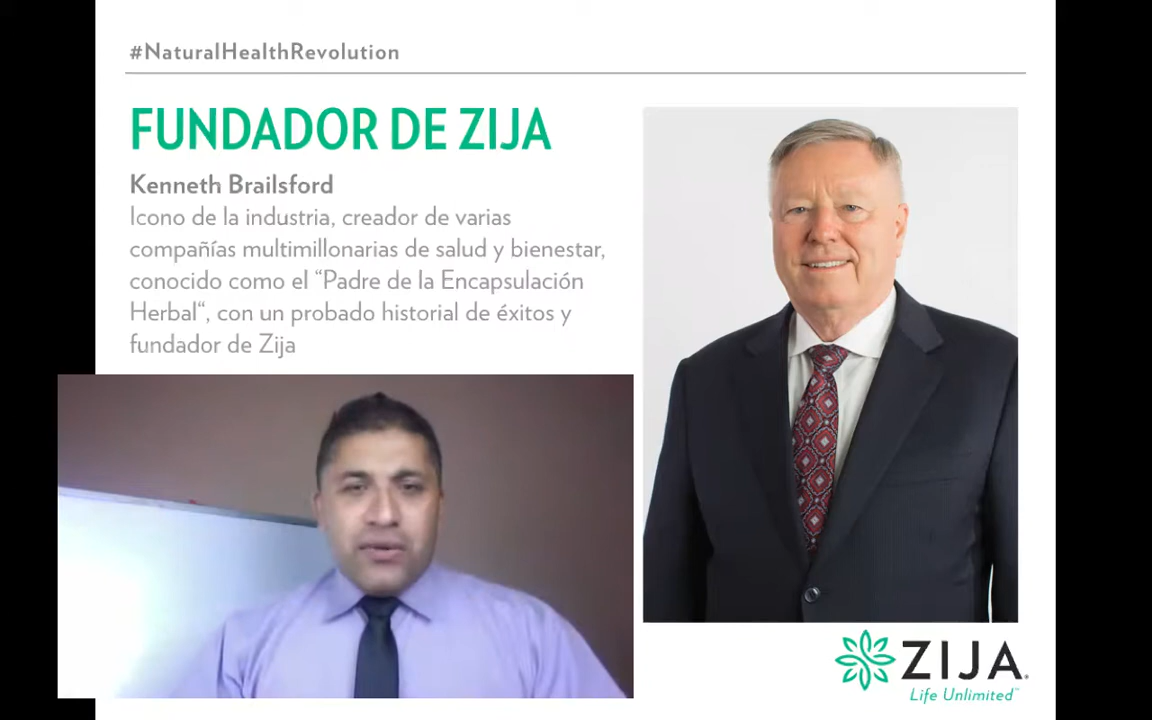 #NaturalHealthRevolution
FUNDADOR DE ZIJA
Kenneth Brailsford
Icono de la industria, creador de varias
compañías multimillonarias de salud y bienestar,
conocido como el “Padre de la Encapsulación
Herbal“, con un probado historial de éxitos y
fundador de Zija
ZIJA®
Life Unlimited™